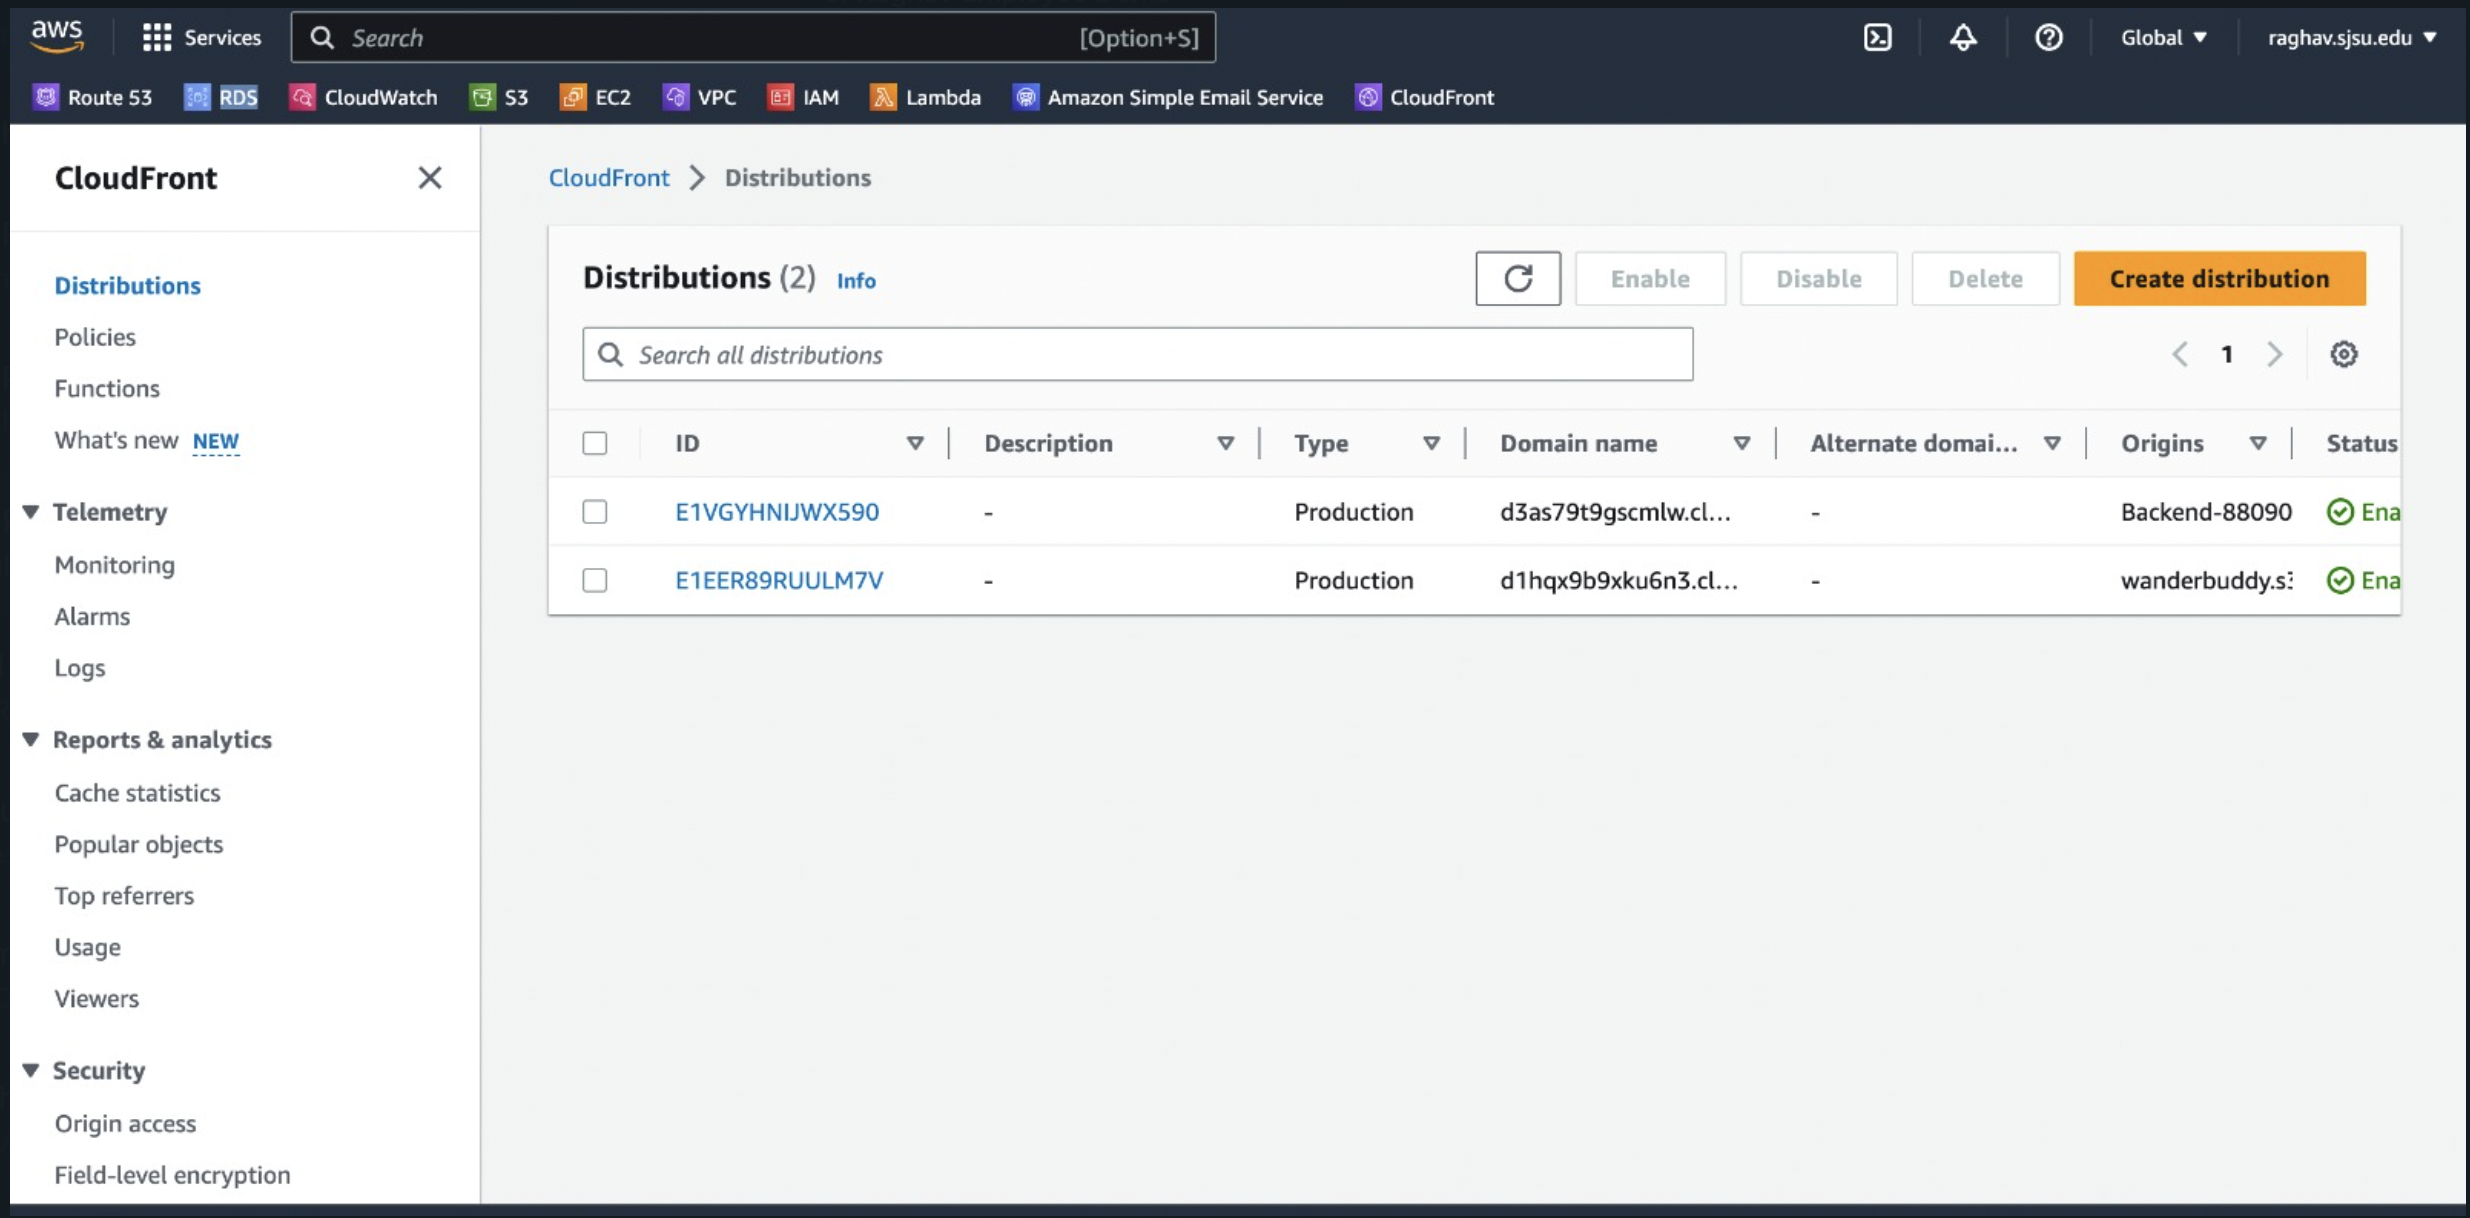 aws Services Search [Option+S] Global raghav.sjsu.edu
Route 53 RDS CloudWatch S3 EC2 VPC IAM Lambda Amazon Simple Email Service CloudFront
CloudFront
Distributions
Policies
Functions
What's new NEW
Telemetry
Monitoring
Alarms
Logs
Reports & analytics
Cache statistics
Popular objects
Top referrers
Usage
Viewers
Security
Origin access
Field-level encryption
CloudFront > Distributions
Distributions (2) Info Enable Disable Delete Create distribution
Search all distributions 1
ID Description Type Domain name Alternate domai... Origins Status
E1VGYHNIJWX590 - Production d3as79t9gscmlw.cl... - Backend-88090 Ena
E1EER89RUULM7V - Production d1hqx9b9xku6n3.cl... - wanderbuddy.s3 Ena